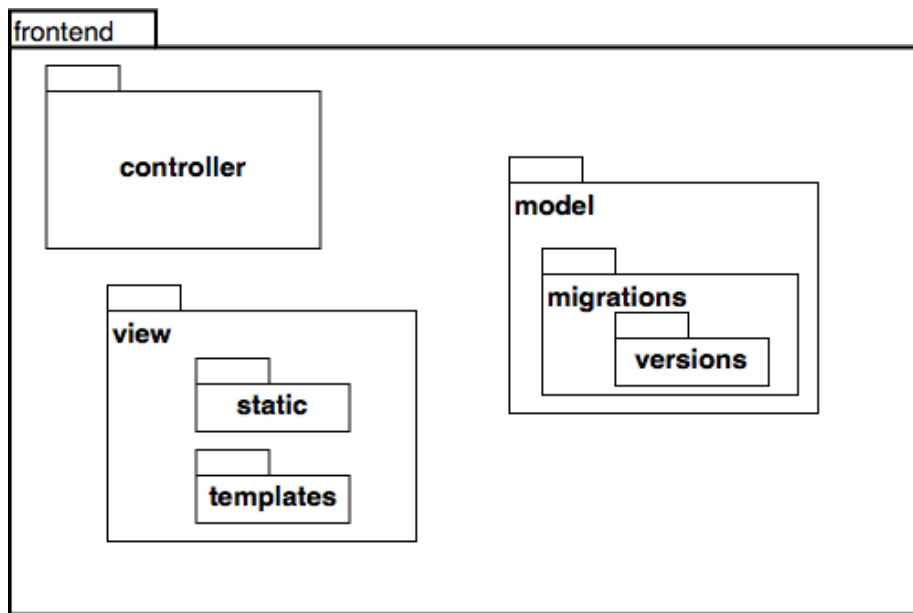 frontend
controller
model
migrations
versions
view
static
templates